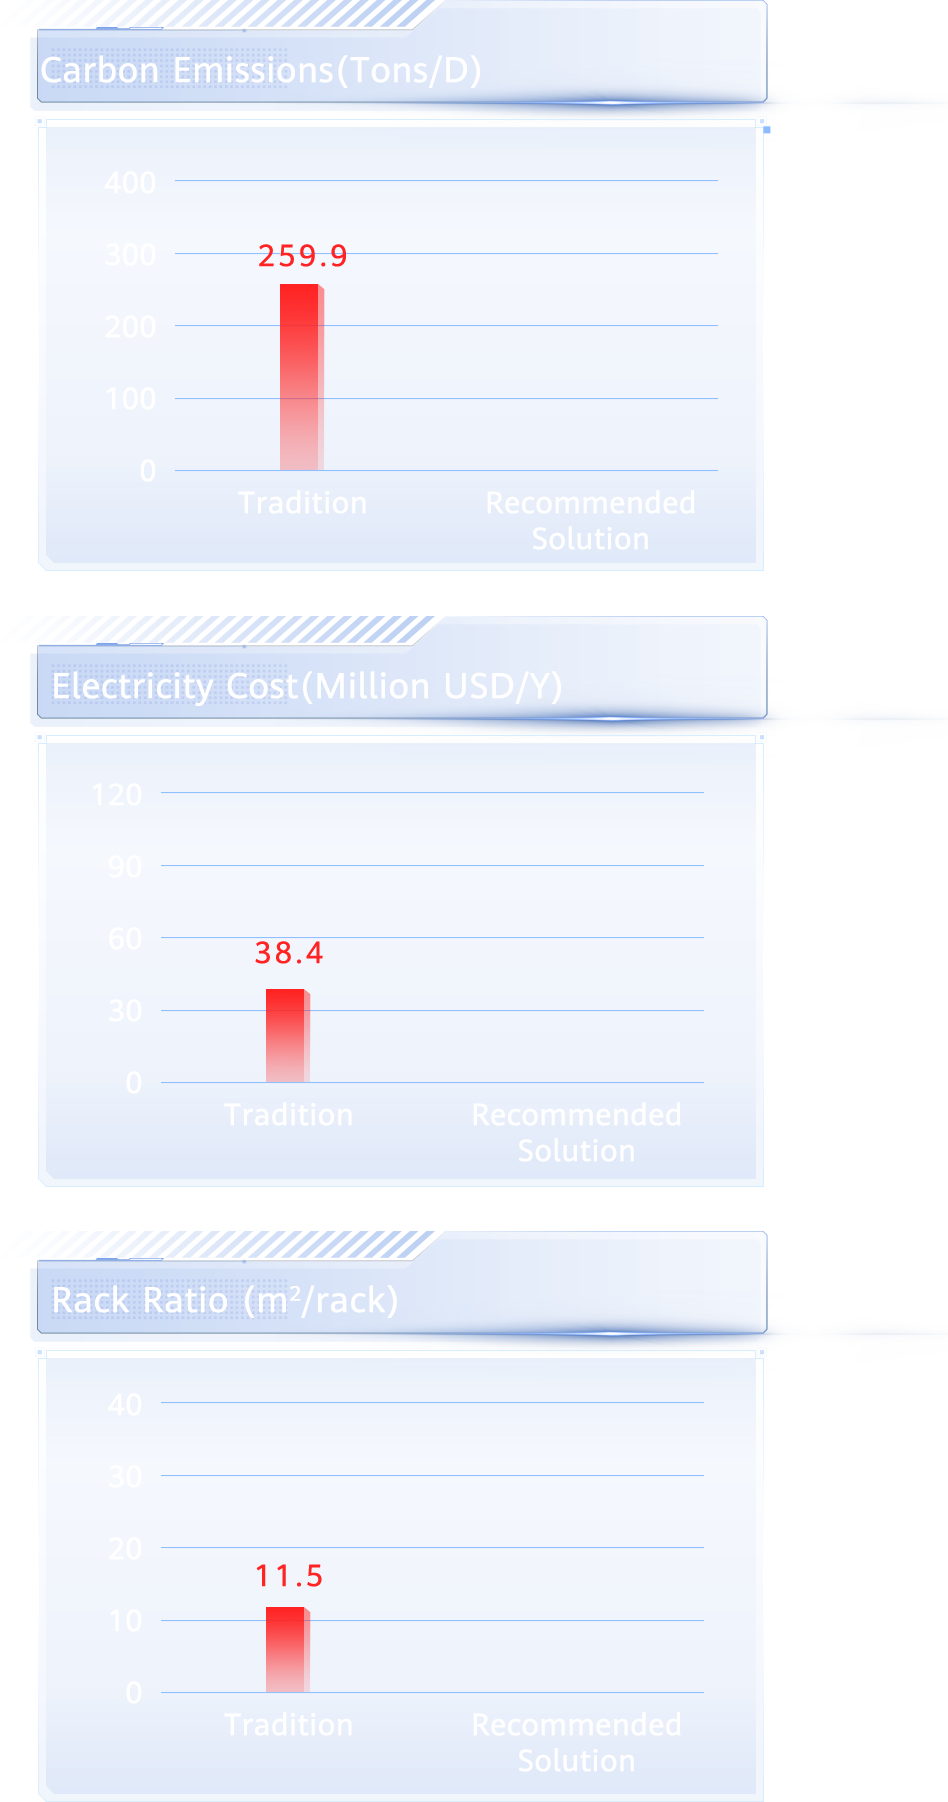 Carbon Emissions(Tons/D)
400
300
259.9
200
100
0
Tradition
Recommended
Solution
Electricity Cost(Million USD/Y)
120
90
60
38.4
30
0
Tradition
Recommended
Solution
Rack Ratio (m²/rack)
40
30
20
11.5
10
0
Tradition
Recommended
Solution